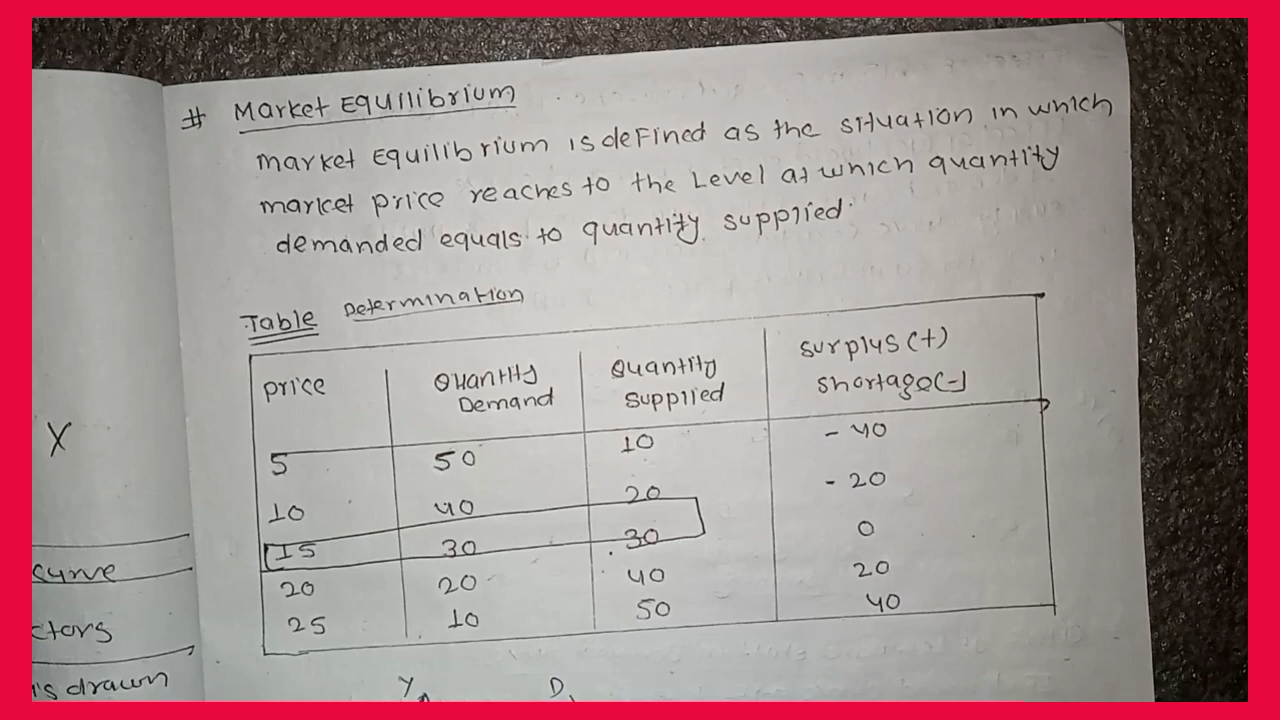 # Market Equilibrium
market Equilibrium is defined as the situation in which
market price reaches to the Level at which quantity
demanded equals to quantity supplied.
Table Determination
price Quantity Demand Quantity supplied surplus (+) shortage (-)
5 50 10 - 40
10 40 20 - 20
15 30 30 0
20 20 40 20
25 10 50 40
X
curve
ctors
is drawn
Y D